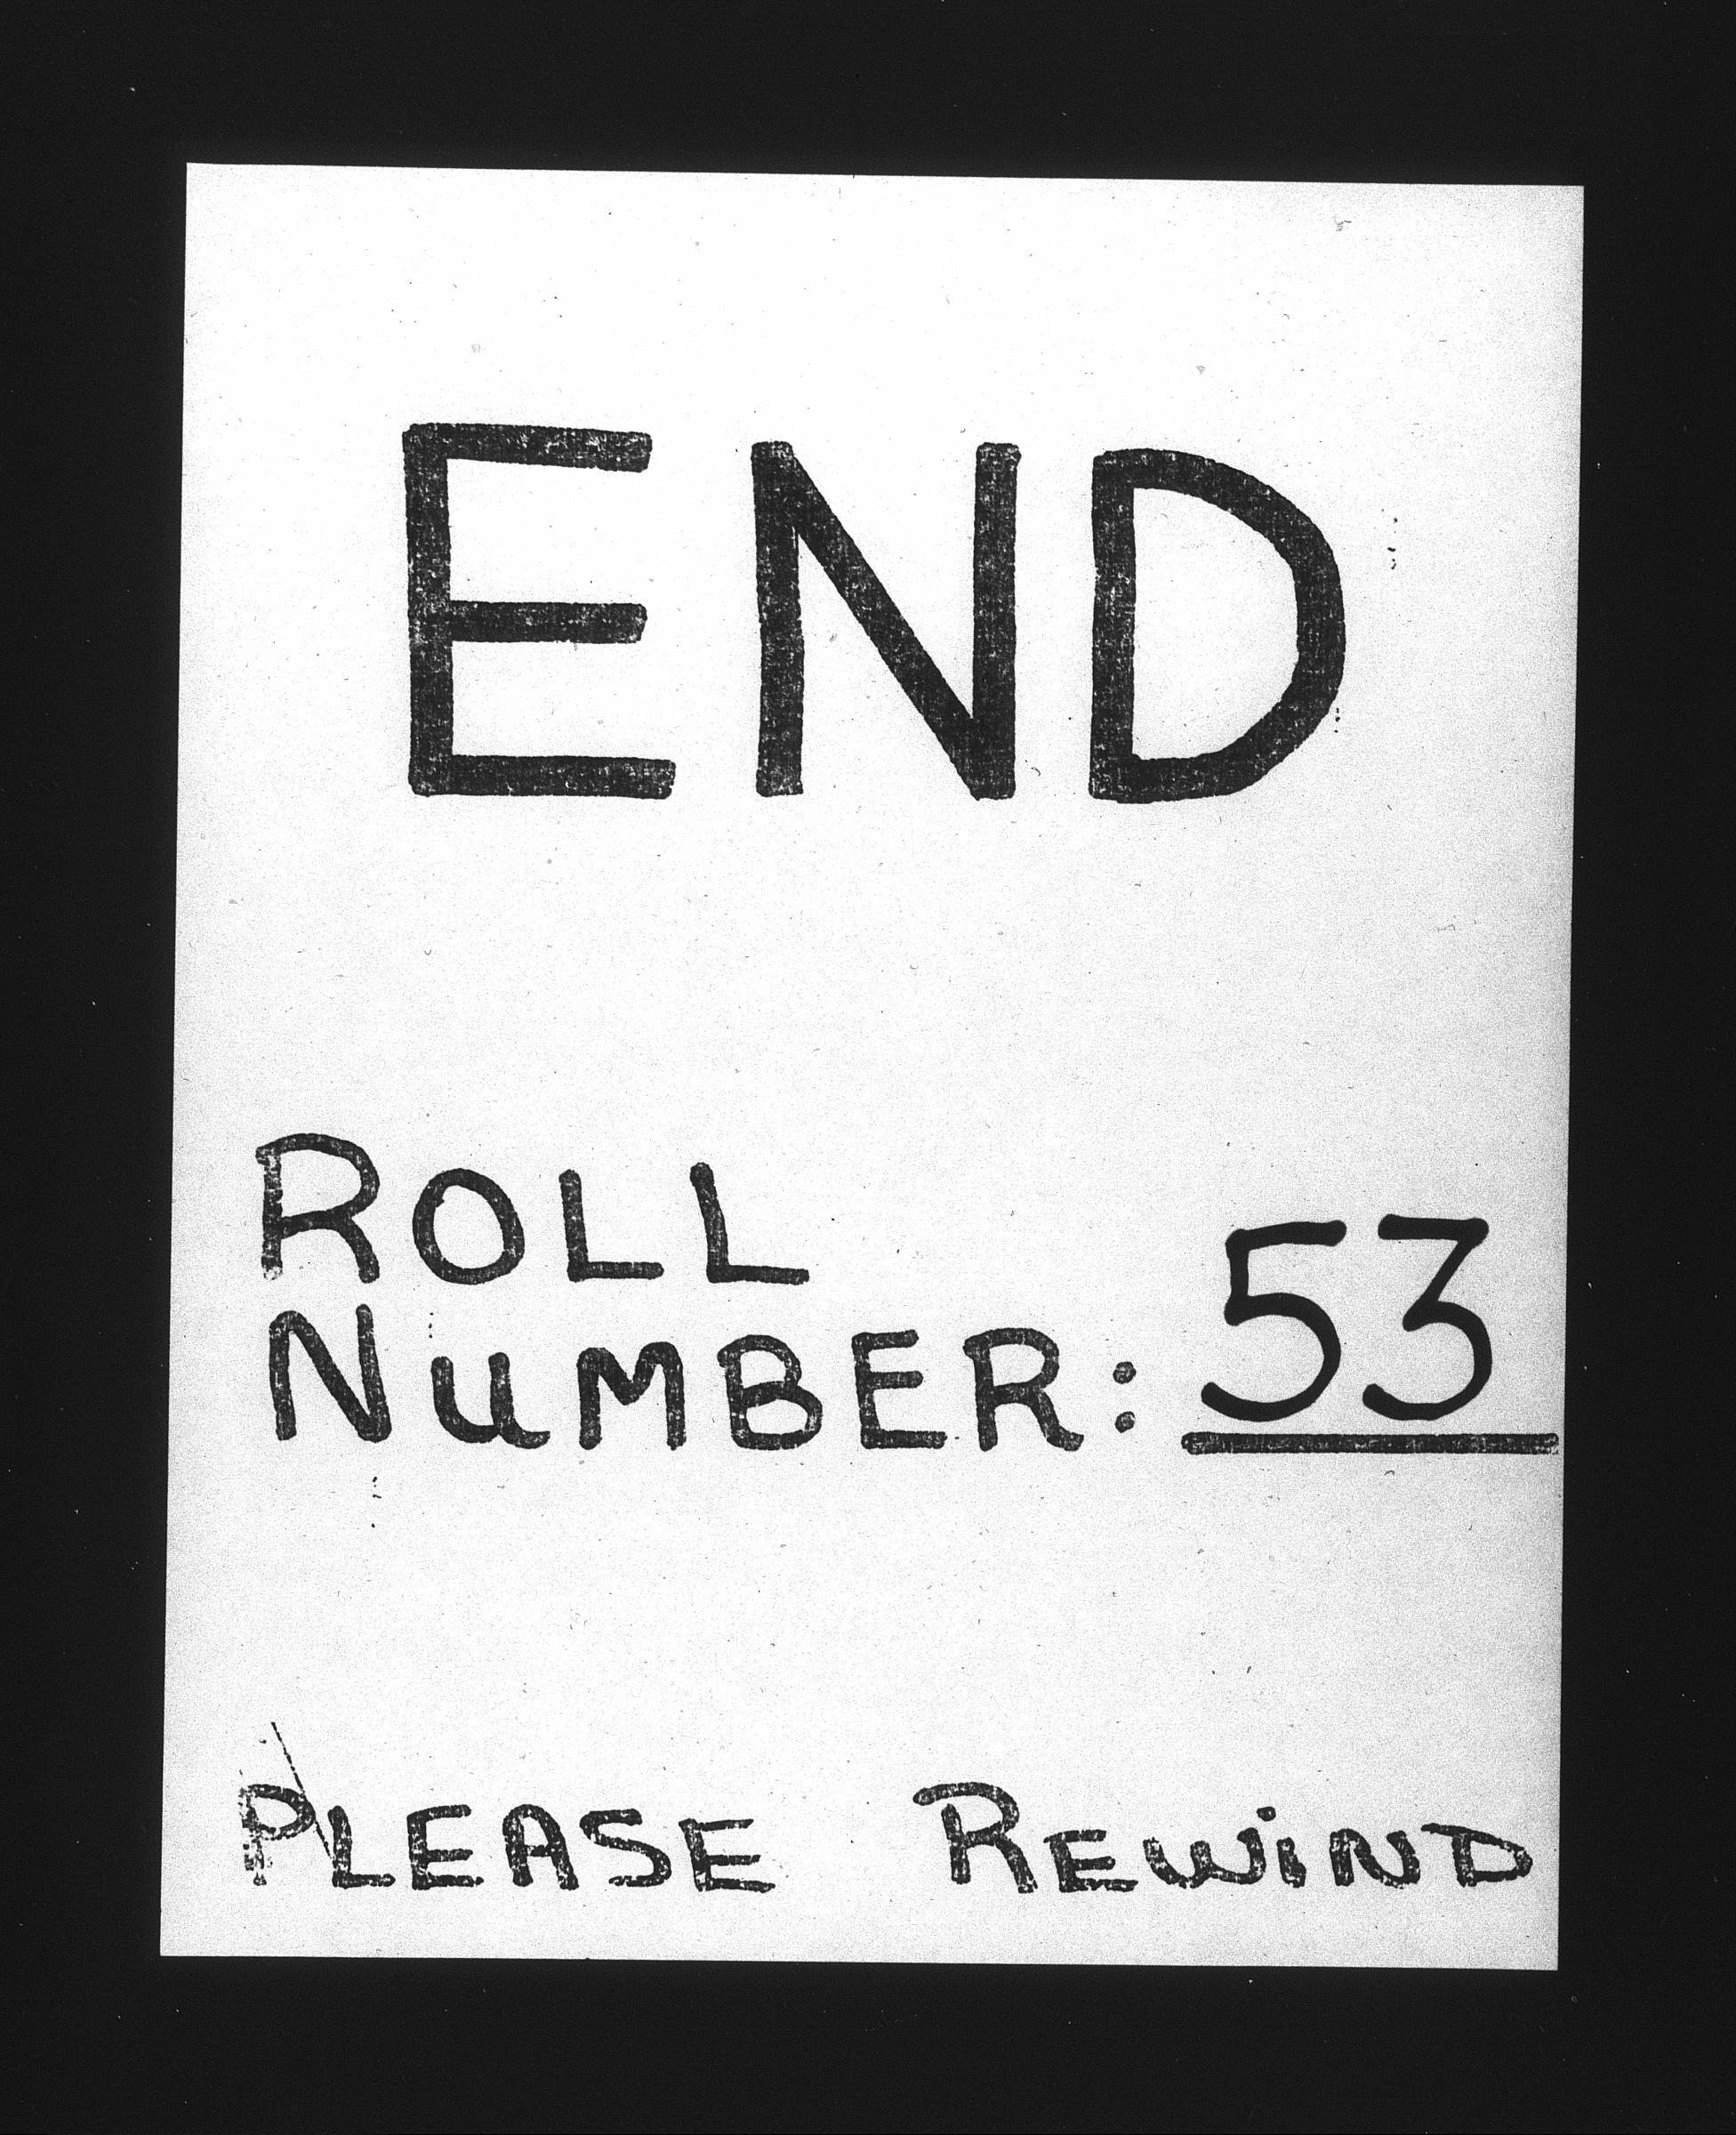 END
ROLL
NUMBER: 53
PLEASE REWIND